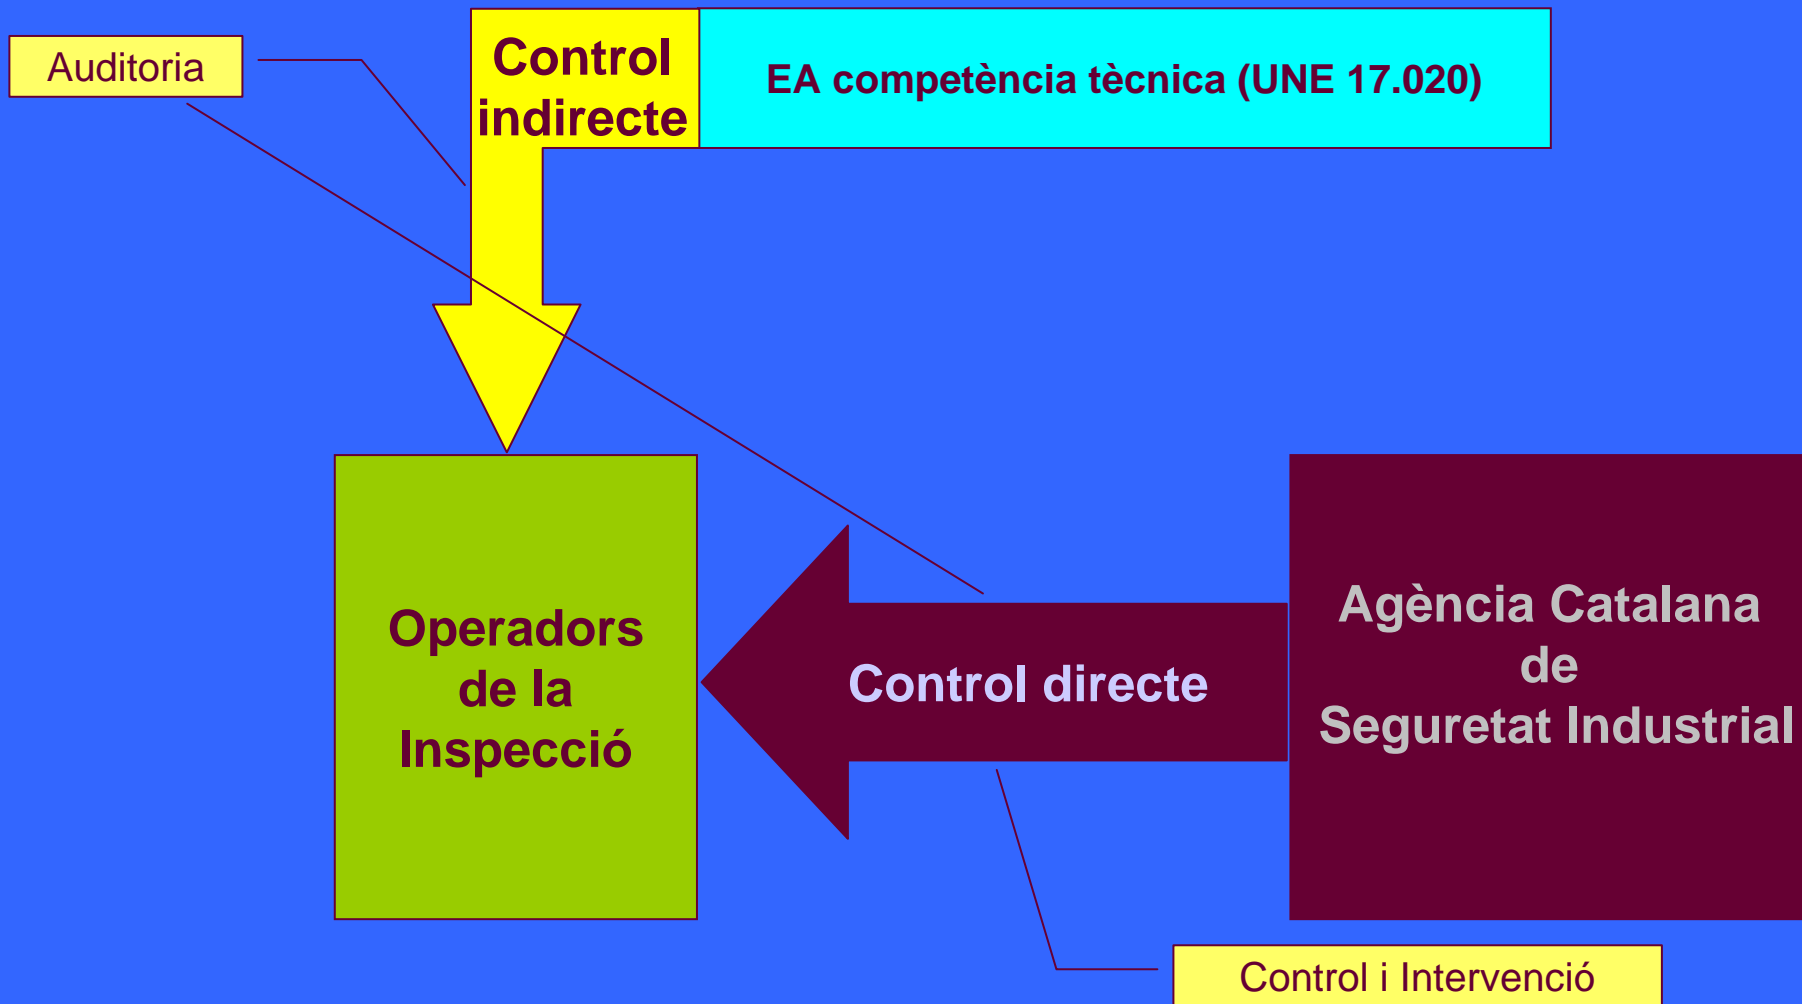 Auditoria
Control
indirecte
EA competència tècnica (UNE 17.020)
Operadors
de la
Inspecció
Control directe
Agència Catalana
de
Seguretat Industrial
Control i Intervenció